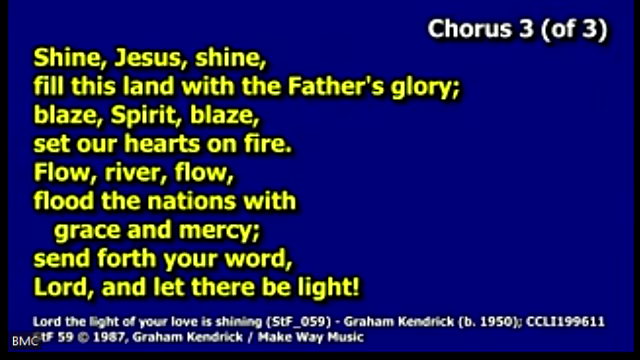 Chorus 3 (of 3)
Shine, Jesus, shine,
fill this land with the Father's glory;
blaze, Spirit, blaze,
set our hearts on fire.
Flow, river, flow,
flood the nations with
grace and mercy;
send forth your word,
Lord, and let there be light!
Lord the light of your love is shining (StF_059) - Graham Kendrick (b. 1950); CCLI199611
StF 59 © 1987, Graham Kendrick / Make Way Music
BMC